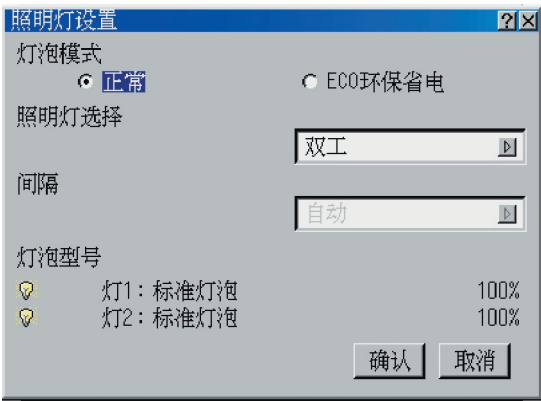 照明灯设置
灯泡模式
正常 ECO环保省电
照明灯选择
双工
间隔
自动
灯泡型号
灯1：标准灯泡 100%
灯2：标准灯泡 100%
确认 取消